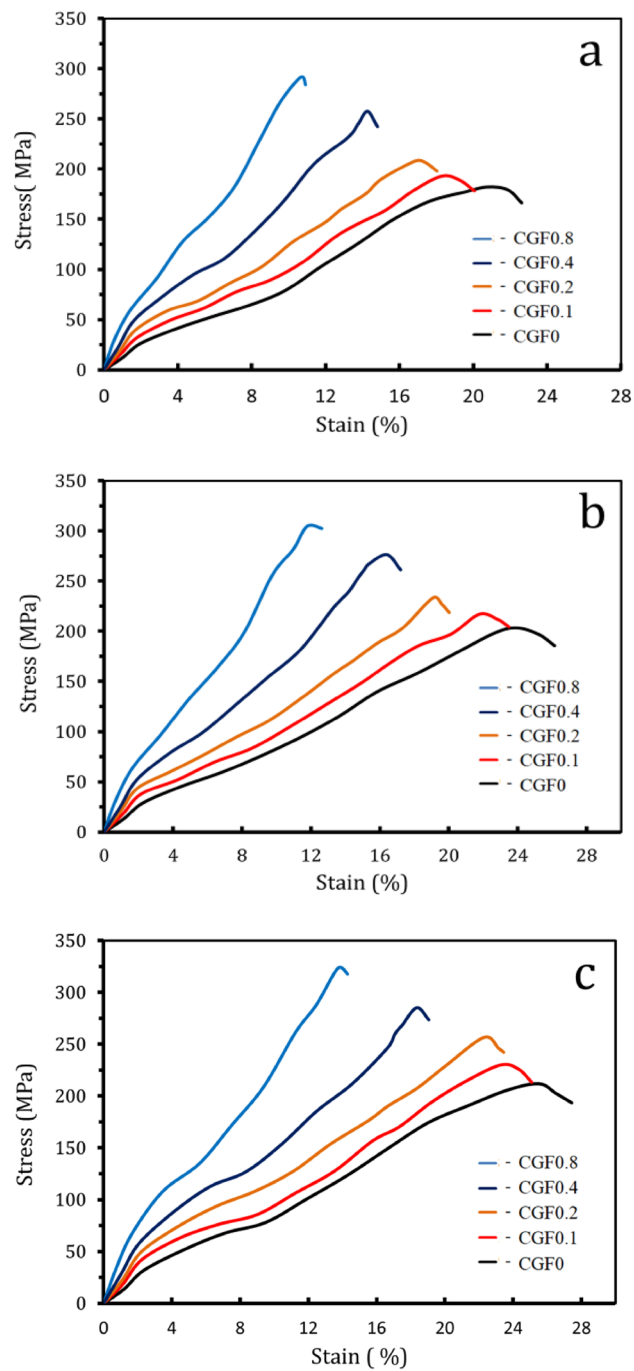 350
a
300
250
200
150
100
50
0
Stress( MPa)
- CGF0.8
- CGF0.4
- CGF0.2
- CGF0.1
- CGF0
0 4 8 12 16 20 24 28
Stain (%)
350
b
300
250
200
150
100
50
0
Stress (MPa)
- CGF0.8
- CGF0.4
- CGF0.2
- CGF0.1
- CGF0
0 4 8 12 16 20 24 28
Stain (%)
350
c
300
250
200
150
100
50
0
Stress (MPa)
- CGF0.8
- CGF0.4
- CGF0.2
- CGF0.1
- CGF0
0 4 8 12 16 20 24 28
Stain ( %)